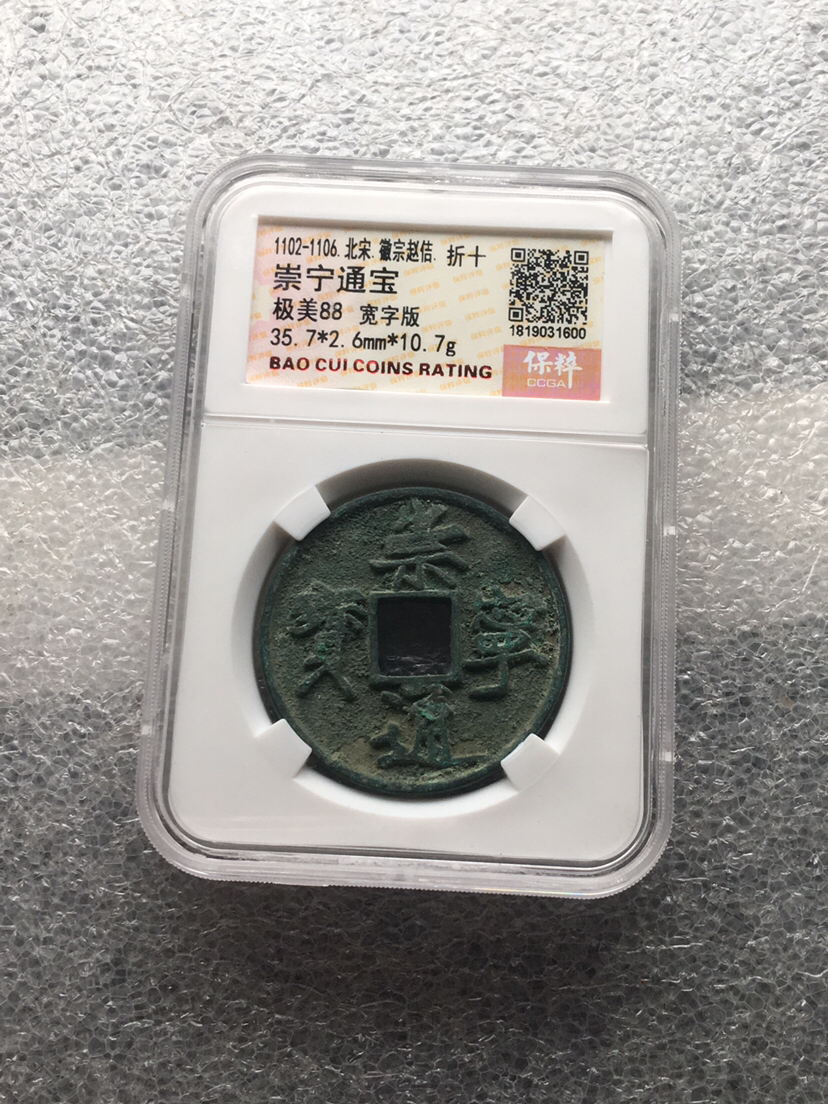 1102-1106.北宋.徽宗赵佶. 折十
崇宁通宝
极美88 宽字版
35.7*2.6mm*10.7g
BAO CUI COINS RATING
1819031600
保粹
CCGA
崇
寧
通
寳